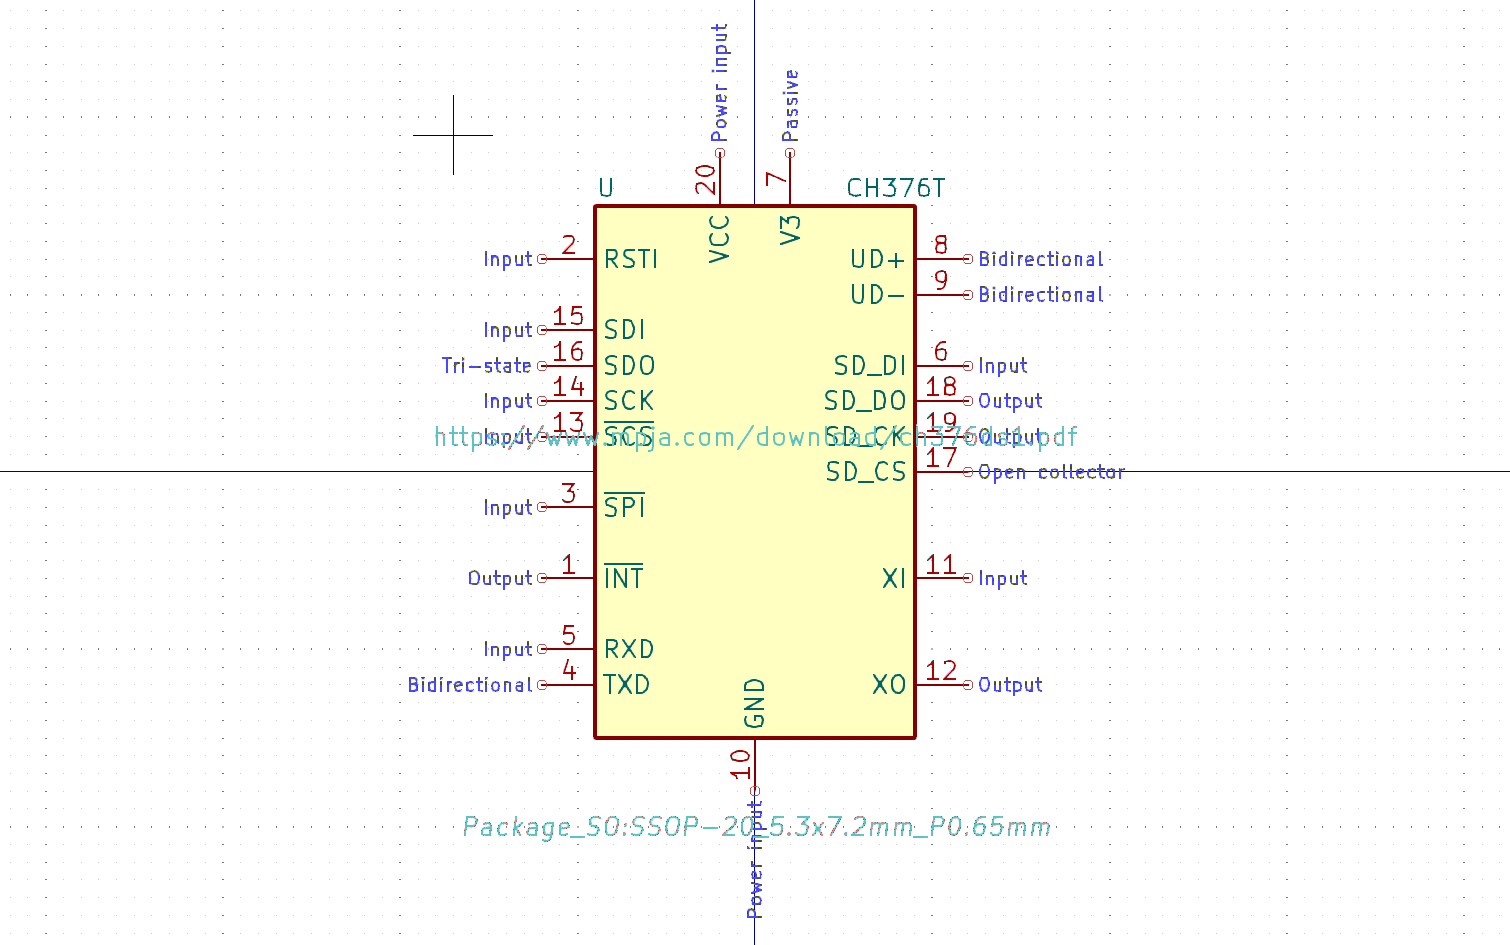 Power input
Passive
20
7
U
CH376T
VCC
V3
Input 2 RSTI
UD+ 8 Bidirectional
UD- 9 Bidirectional
Input 15 SDI
Tri-state 16 SDO
SD_DI 6 Input
Input 14 SCK
SD_DO 18 Output
Input 13 SCS
SD_CK 19 Output
https://www.mpja.com/download/ch376da1.pdf
SD_CS 17 Open collector
Input 3 SPI
Output 1 INT
XI 11 Input
Input 5 RXD
Bidirectional 4 TXD
XO 12 Output
GND
10
Power input
Package_SO:SSOP-20_5.3x7.2mm_P0.65mm